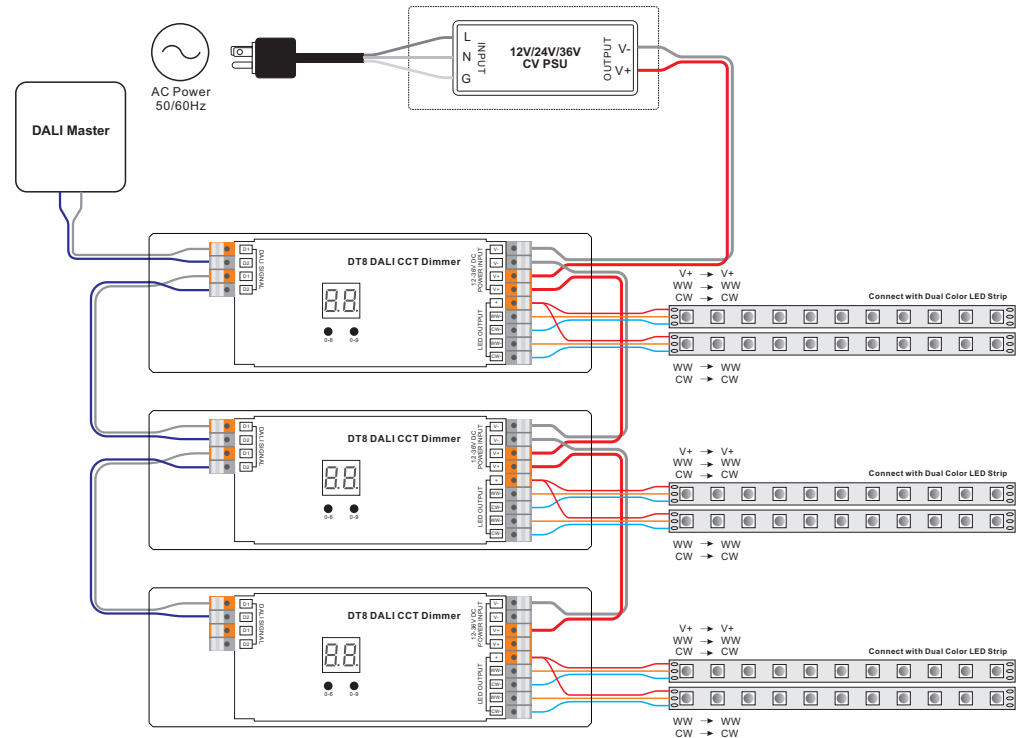 L
N
G
INPUT
12V/24V/36V
CV PSU
OUTPUT
V-
V+
AC Power
50/60Hz
DALI Master
D1
D2
D1
D2
DALI SIGNAL
DT8 DALI CCT Dimmer
88.
0-6
0-9
12-36V DC
POWER INPUT
V-
V-
V+
V+
LED OUTPUT
+
WW-
CW-
WW-
CW-
V+ → V+
WW → WW
CW → CW
Connect with Dual Color LED Strip
WW → WW
CW → CW
D1
D2
D1
D2
DALI SIGNAL
DT8 DALI CCT Dimmer
8.8.
0-6
0-9
12-36V DC
POWER INPUT
V-
V-
V+
V+
LED OUTPUT
+
WW-
CW-
WW-
CW-
V+ → V+
WW → WW
CW → CW
Connect with Dual Color LED Strip
WW → WW
CW → CW
D1
D2
D1
D2
DALI SIGNAL
DT8 DALI CCT Dimmer
8.8.
0-6
0-9
12-36V DC
POWER INPUT
V-
V-
V+
V+
LED OUTPUT
+
WW-
CW-
WW-
CW-
V+ → V+
WW → WW
CW → CW
Connect with Dual Color LED Strip
WW → WW
CW → CW